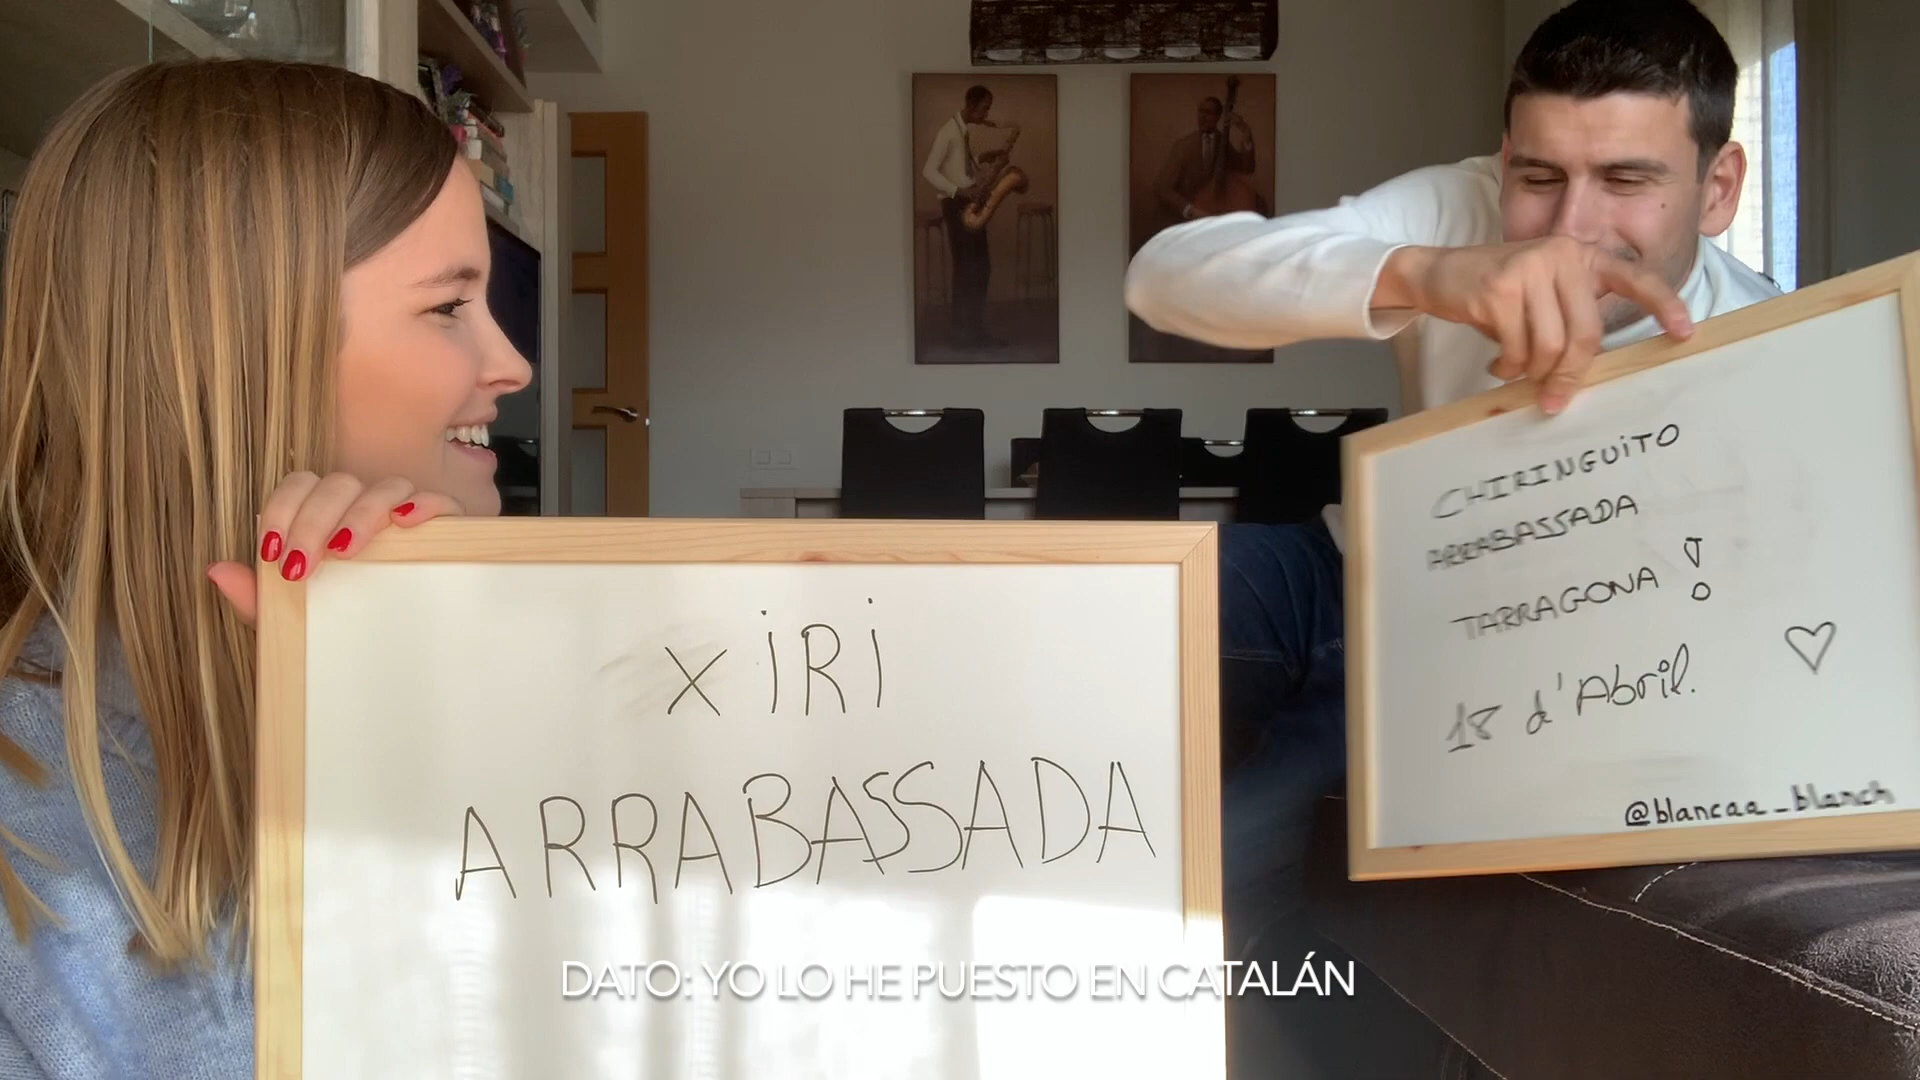 XiRi
ARRABASSADA
CHIRINGUiTO
ARRABASSADA
TARRAGONA !
18 d'Abril.
@blancaa_blanch
DATO: YO LO HE PUESTO EN CATALÁN